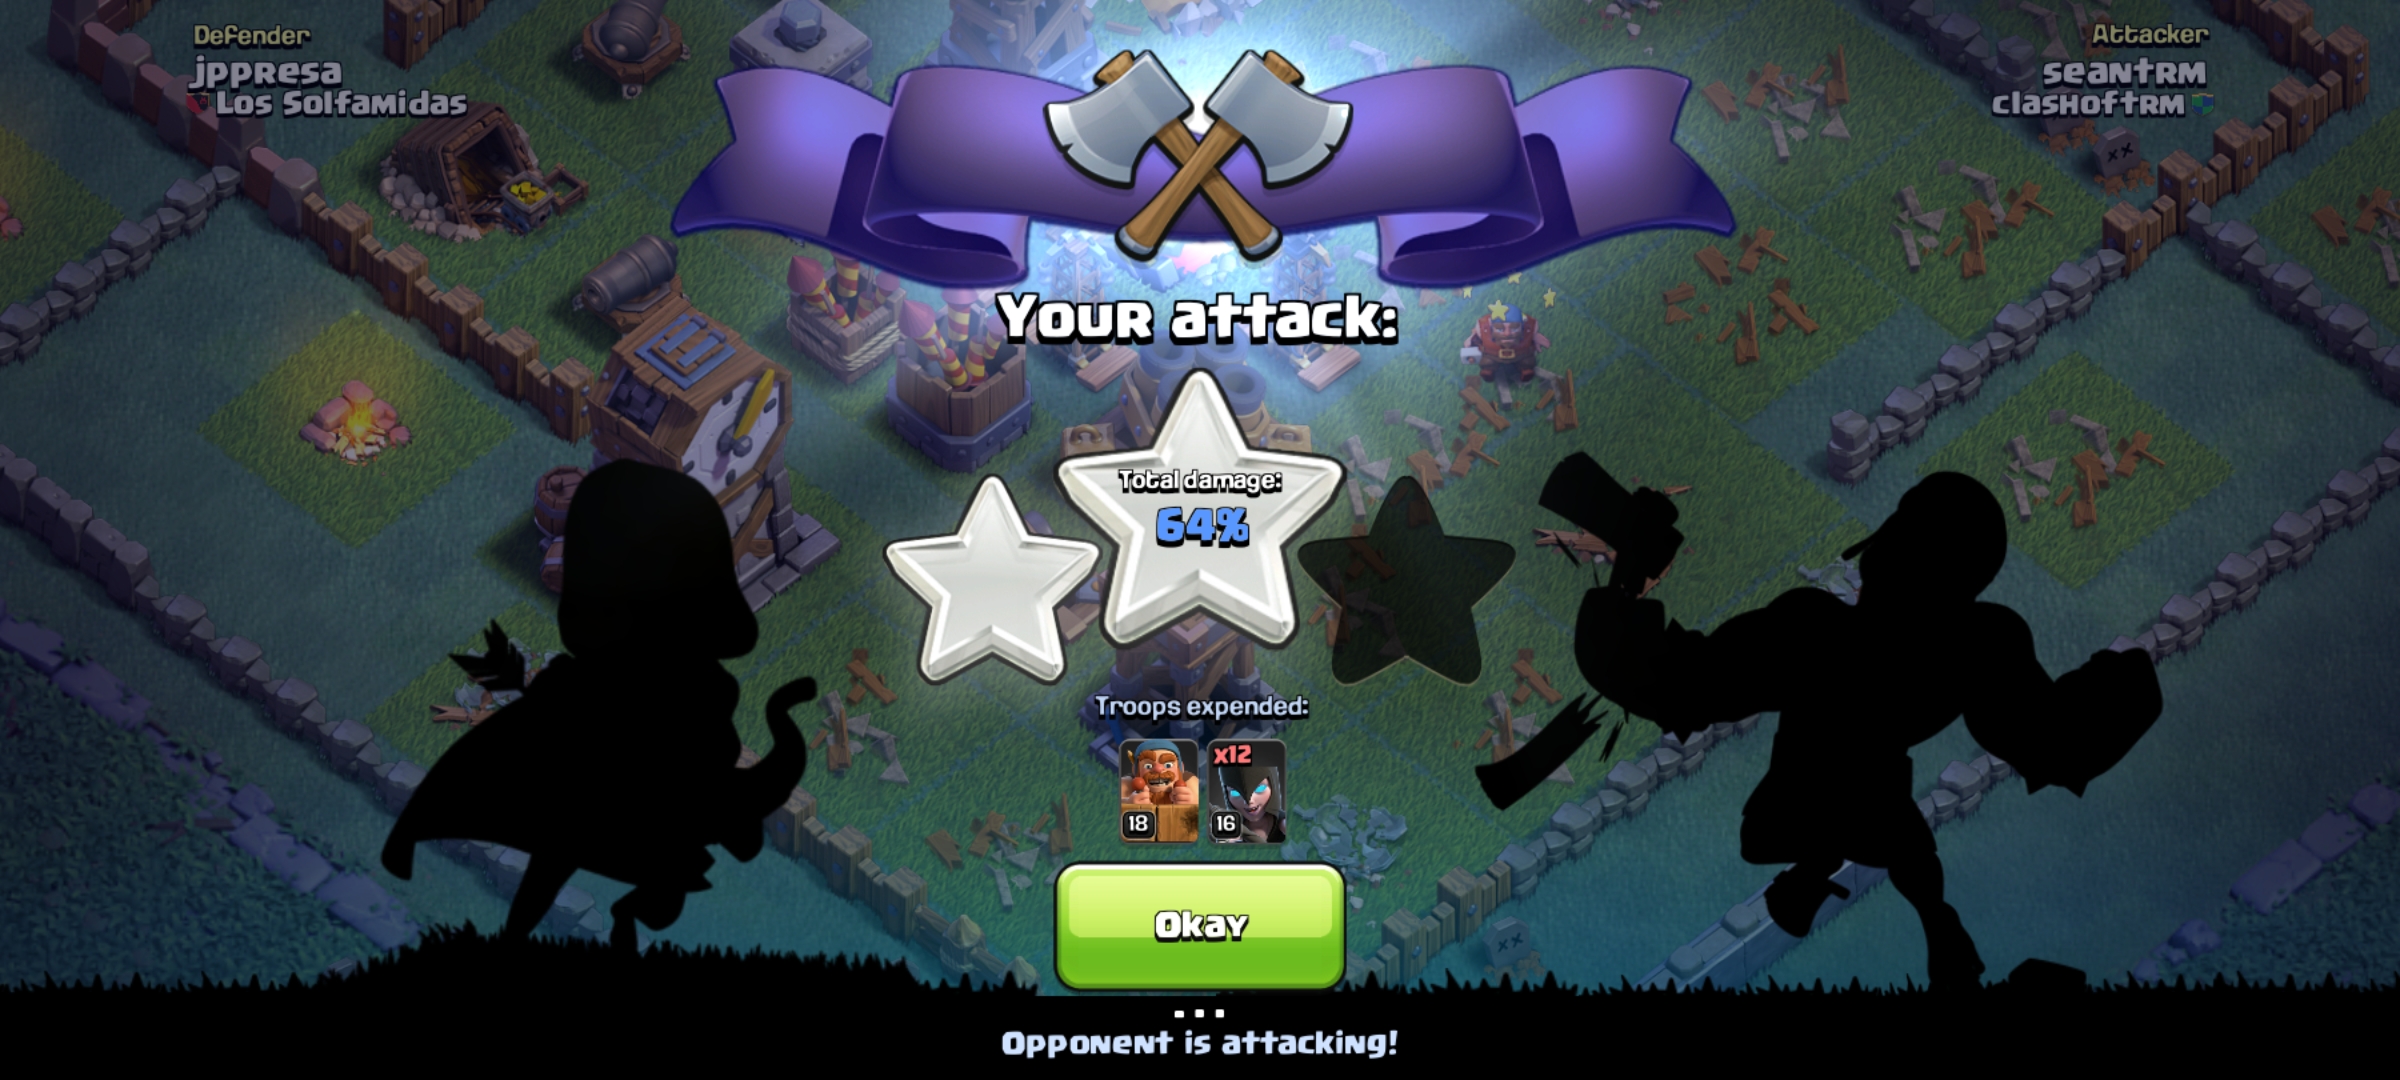 Defender
jppresa
Los Solfamidas
Attacker
seantRM
clashoftRM
Your attack:
Total damage:
64%
Troops expended:
x12
18
16
Okay
...
Opponent is attacking!